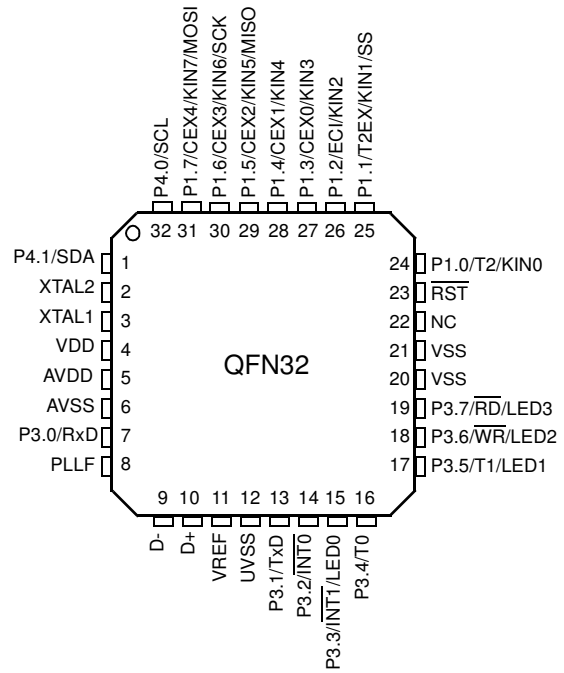 P4.0/SCL
P1.7/CEX4/KIN7/MOSI
P1.6/CEX3/KIN6/SCK
P1.5/CEX2/KIN5/MISO
P1.4/CEX1/KIN4
P1.3/CEX0/KIN3
P1.2/ECI/KIN2
P1.1/T2EX/KIN1/SS
32 31 30 29 28 27 26 25
P4.1/SDA 1
XTAL2 2
XTAL1 3
VDD 4
AVDD 5
AVSS 6
P3.0/RxD 7
PLLF 8
QFN32
24 P1.0/T2/KIN0
23 R̅S̅T̅
22 NC
21 VSS
20 VSS
19 P3.7/R̅D̅/LED3
18 P3.6/W̅R̅/LED2
17 P3.5/T1/LED1
9 10 11 12 13 14 15 16
D-
D+
VREF
UVSS
P3.1/TxD
P3.2/I̅N̅T̅0̅
P3.3/I̅N̅T̅1̅/LED0
P3.4/T0